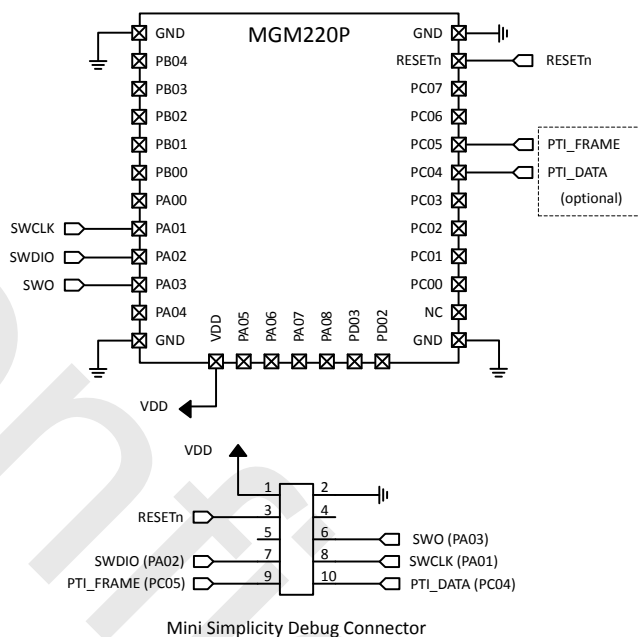 MGM220P
GND
PB04
PB03
PB02
PB01
PB00
PA00
SWCLK PA01
SWDIO PA02
SWO PA03
PA04
GND
GND
RESETn RESETn
PC07
PC06
PC05 PTI_FRAME
PC04 PTI_DATA
(optional)
PC03
PC02
PC01
PC00
NC
GND
VDD PA05 PA06 PA07 PA08 PD03 PD02
VDD
VDD
1 2
RESETn 3 4
5 6 SWO (PA03)
SWDIO (PA02) 7 8 SWCLK (PA01)
PTI_FRAME (PC05) 9 10 PTI_DATA (PC04)
Mini Simplicity Debug Connector